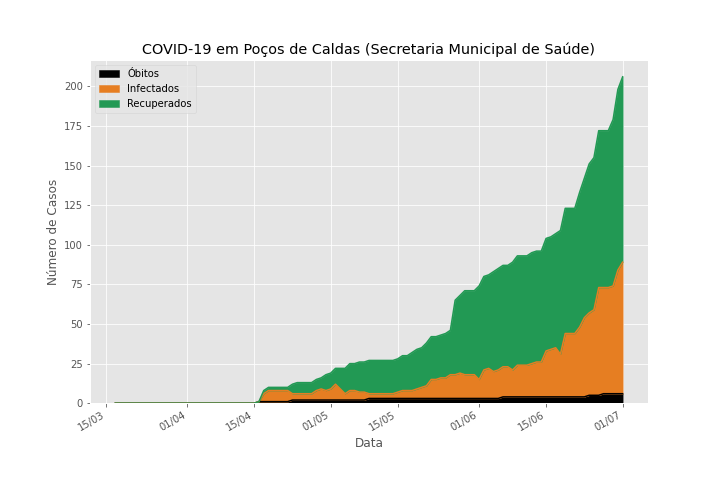 COVID-19 em Poços de Caldas (Secretaria Municipal de Saúde)
Óbitos
Infectados
Recuperados
Número de Casos
200
175
150
125
100
75
50
25
0
15/03
01/04
15/04
01/05
15/05
01/06
15/06
01/07
Data